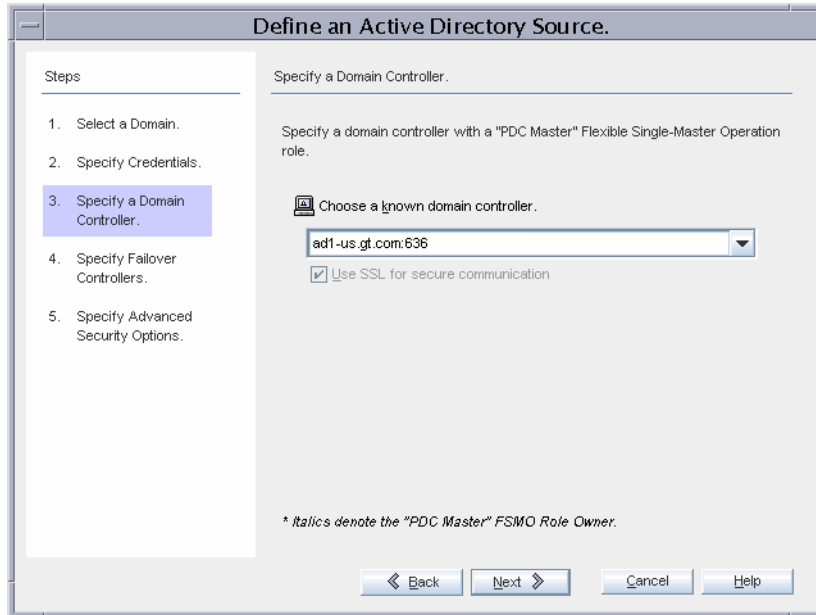 Define an Active Directory Source.
Steps
1. Select a Domain.
2. Specify Credentials.
3. Specify a Domain
Controller.
4. Specify Failover
Controllers.
5. Specify Advanced
Security Options.
Specify a Domain Controller.
Specify a domain controller with a "PDC Master" Flexible Single-Master Operation
role.
Choose a known domain controller.
ad1-us.gt.com:636
Use SSL for secure communication
* Italics denote the "PDC Master" FSMO Role Owner.
Back
Next
Cancel
Help